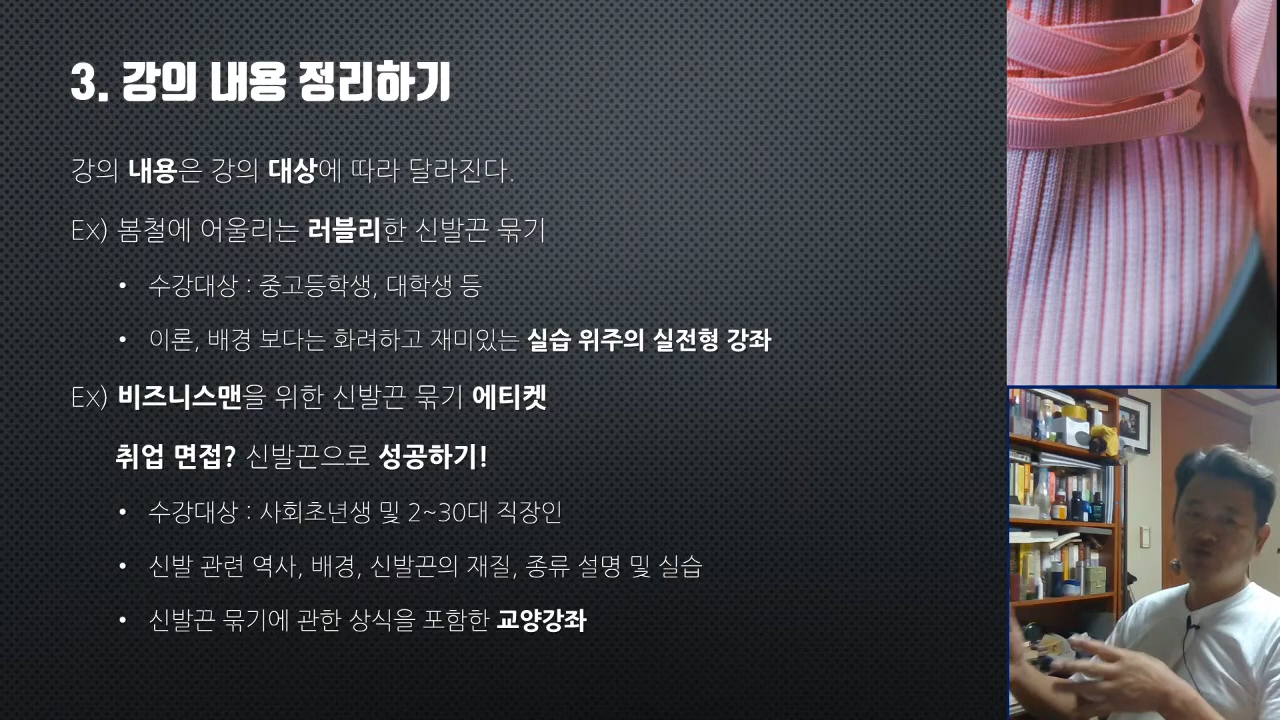 3. 강의 내용 정리하기
강의 내용은 강의 대상에 따라 달라진다.
Ex) 봄철에 어울리는 러블리한 신발끈 묶기
• 수강대상 : 중고등학생, 대학생 등
• 이론, 배경 보다는 화려하고 재미있는 실습 위주의 실전형 강좌
Ex) 비즈니스맨을 위한 신발끈 묶기 에티켓
취업 면접? 신발끈으로 성공하기!
• 수강대상 : 사회초년생 및 2~30대 직장인
• 신발 관련 역사, 배경, 신발끈의 재질, 종류 설명 및 실습
• 신발끈 묶기에 관한 상식을 포함한 교양강좌